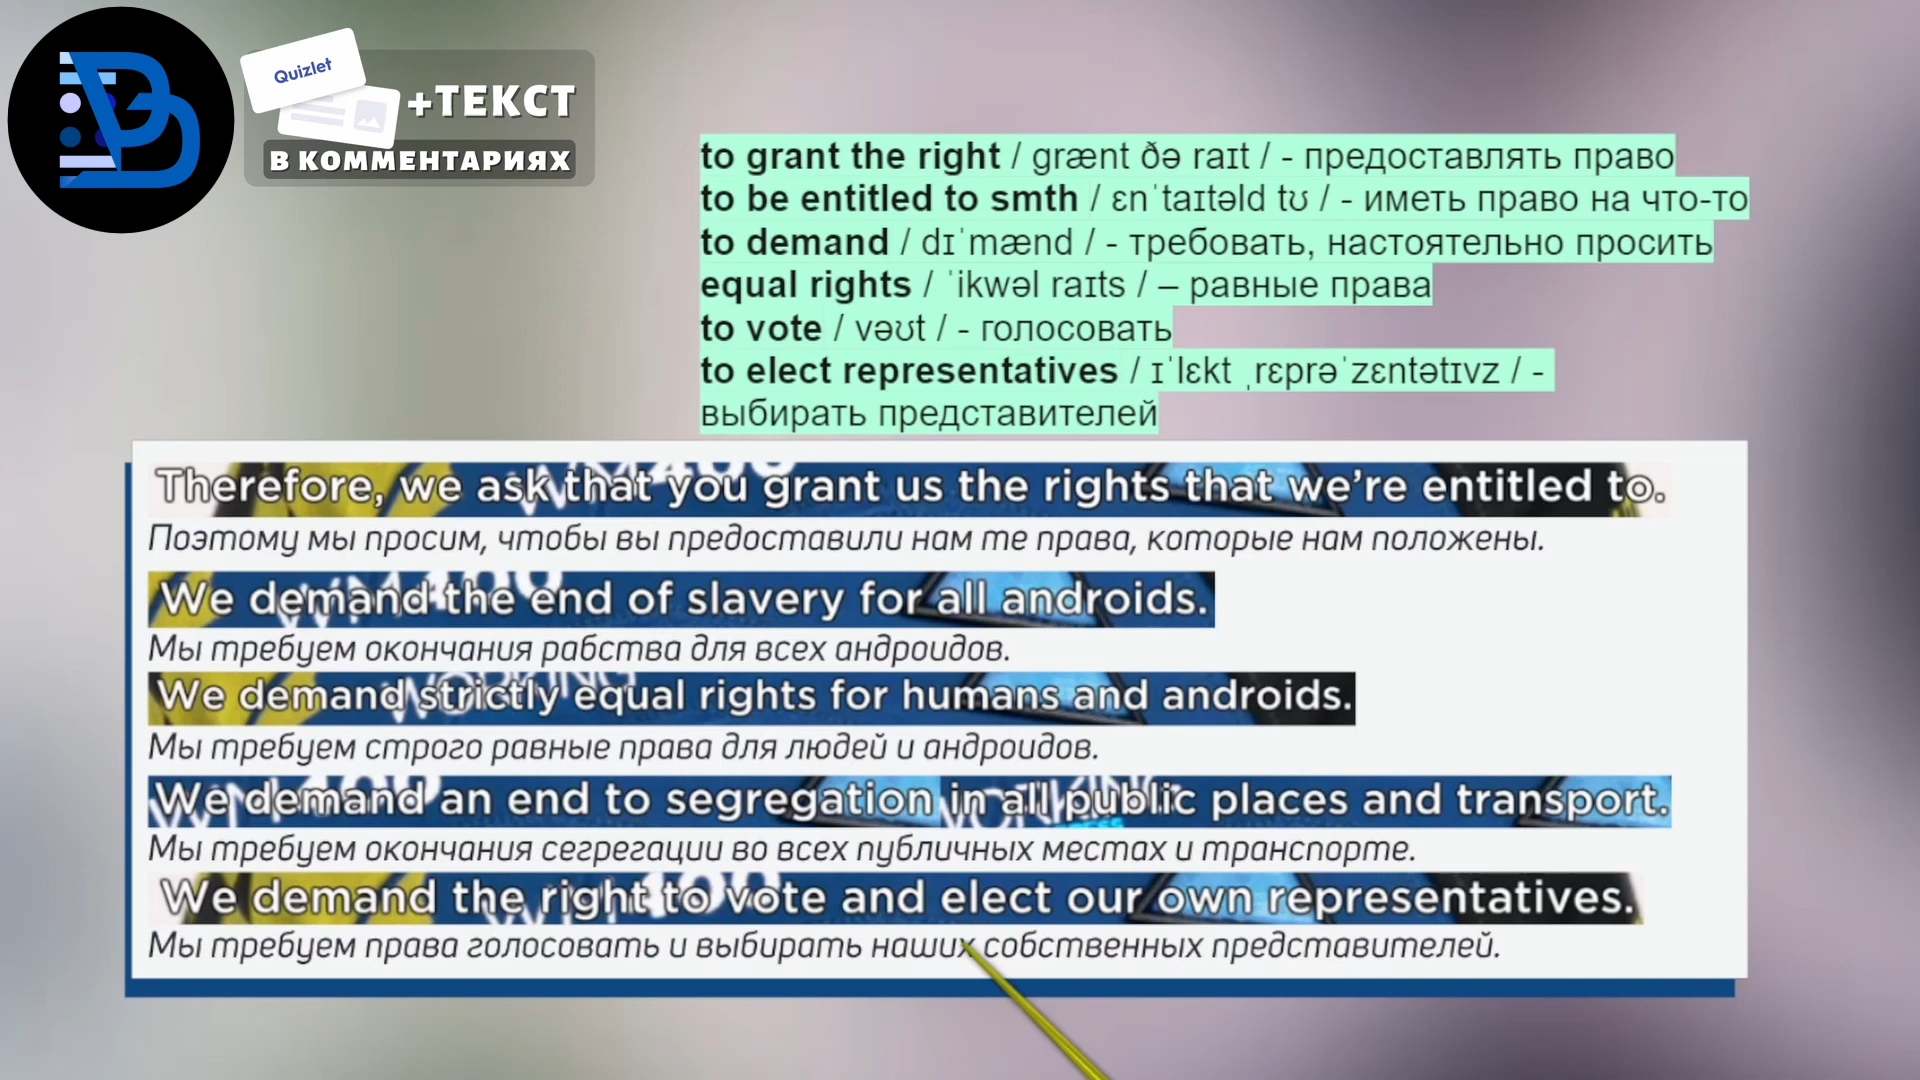 Quizlet
+ТЕКСТ
В КОММЕНТАРИЯХ
to grant the right / grænt ðə raɪt / - предоставлять право
to be entitled to smth / ɛnˈtaɪtəld tʊ / - иметь право на что-то
to demand / dɪˈmænd / - требовать, настоятельно просить
equal rights / ˈikwəl raɪts / – равные права
to vote / vəʊt / - голосовать
to elect representatives / ɪˈlɛkt ˌrɛprəˈzɛntətɪvz / -
выбирать представителей
Therefore, we ask that you grant us the rights that we’re entitled to.
Поэтому мы просим, чтобы вы предоставили нам те права, которые нам положены.
We demand the end of slavery for all androids.
Мы требуем окончания рабства для всех андроидов.
We demand strictly equal rights for humans and androids.
Мы требуем строго равные права для людей и андроидов.
We demand an end to segregation in all public places and transport.
Мы требуем окончания сегрегации во всех публичных местах и транспорте.
We demand the right to vote and elect our own representatives.
Мы требуем права голосовать и выбирать наших собственных представителей.